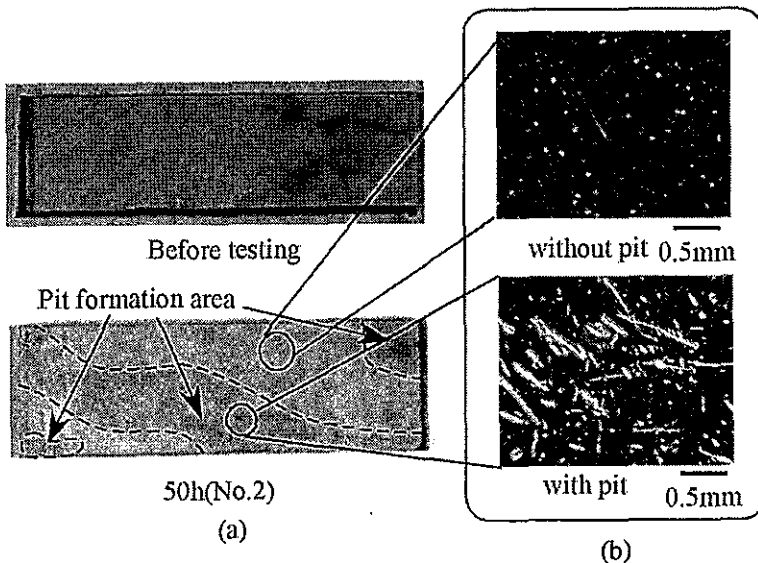 Before testing
Pit formation area
50h(No.2)
(a)
without pit 0.5mm
with pit 0.5mm
(b)